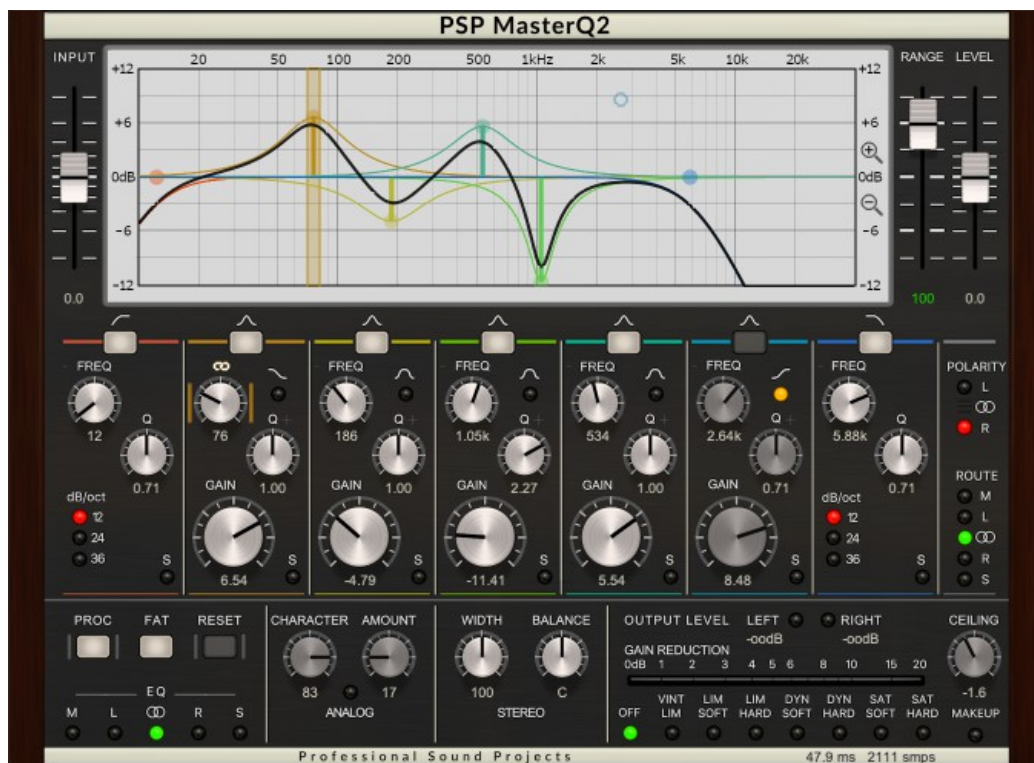 PSP MasterQ2
INPUT
RANGE LEVEL
20 50 100 200 500 1kHz 2k 5k 10k 20k
+12 +12
+6 +6
0dB 0dB
-6 -6
-12 -12
0.0 100 0.0
FREQ FREQ FREQ FREQ FREQ FREQ POLARITY
L
R
12 76 186 1.05k 534 2.64k 5.88k
Q Q + Q + Q + Q + Q + Q
0.71 1.00 1.00 2.27 1.00 0.71 0.71
ROUTE
M
L
R
S
dB/oct GAIN GAIN GAIN GAIN GAIN dB/oct
12 12
24 24
36 36
S S S S S S
6.54 -4.79 -11.41 5.54 8.48
PROC FAT RESET
EQ
M L R S
CHARACTER AMOUNT
83 17
ANALOG
WIDTH BALANCE
100 C
STEREO
OUTPUT LEVEL LEFT RIGHT
-oodB -oodB
GAIN REDUCTION
0dB 1 2 3 4 5 6 8 10 15 20
OFF VINT LIM LIM SOFT LIM HARD DYN SOFT DYN HARD SAT SOFT SAT HARD
CEILING
-1.6
MAKEUP
Professional Sound Projects
47.9 ms 2111 smps